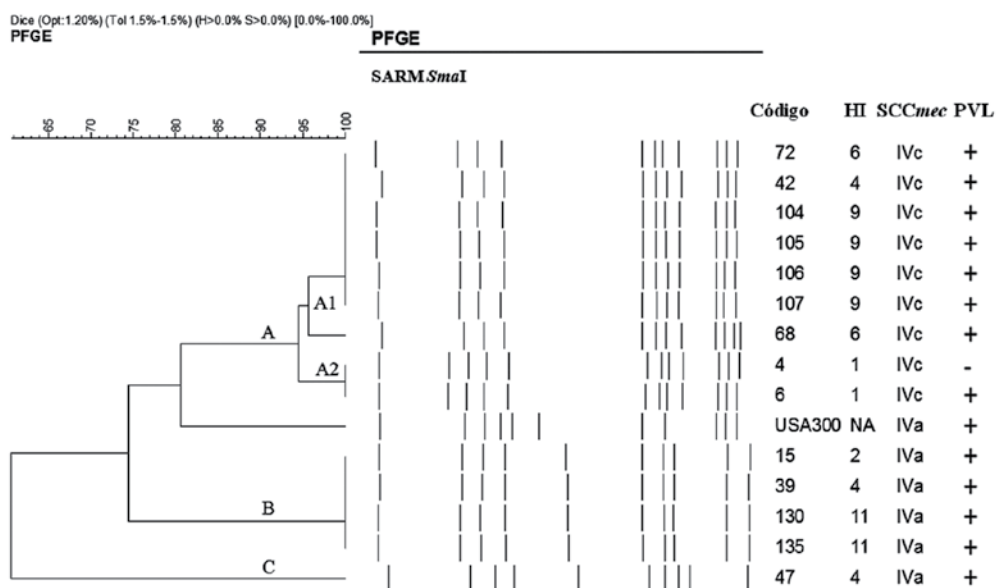 Dice (Opt:1.20%) (Tol 1.5%-1.5%) (H>0.0% S>0.0%) [0.0%-100.0%]
PFGE PFGE
SARM SmaI
65 70 75 80 85 90 95 100
Código HI SCCmec PVL
72 6 IVc +
42 4 IVc +
104 9 IVc +
105 9 IVc +
106 9 IVc +
A1 107 9 IVc +
A 68 6 IVc +
A2 4 1 IVc -
6 1 IVc +
USA300 NA IVa +
15 2 IVa +
39 4 IVa +
B 130 11 IVa +
135 11 IVa +
C 47 4 IVa +